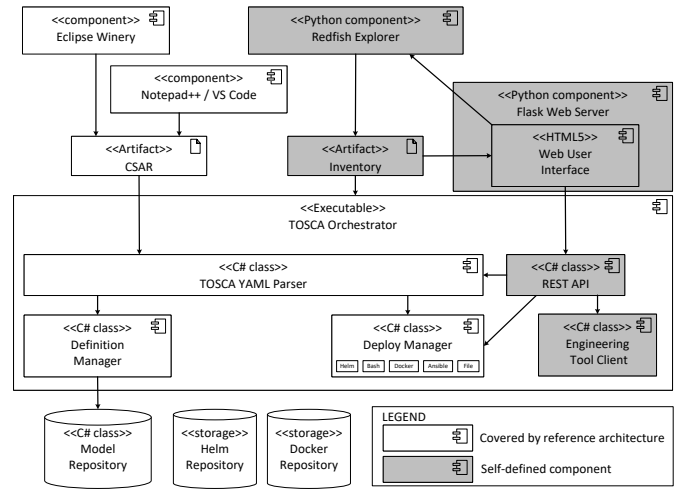 <<component>>
Eclipse Winery
<<Python component>>
Redfish Explorer
<<component>>
Notepad++ / VS Code
<<Python component>>
Flask Web Server
<<HTML5>>
Web User
Interface
<<Artifact>>
CSAR
<<Artifact>>
Inventory
<<Executable>>
TOSCA Orchestrator
<<C# class>>
TOSCA YAML Parser
<<C# class>>
REST API
<<C# class>>
Definition
Manager
<<C# class>>
Deploy Manager
Helm
Bash
Docker
Ansible
File
<<C# class>>
Engineering
Tool Client
<<C# class>>
Model
Repository
<<storage>>
Helm
Repository
<<storage>>
Docker
Repository
LEGEND
Covered by reference architecture
Self-defined component